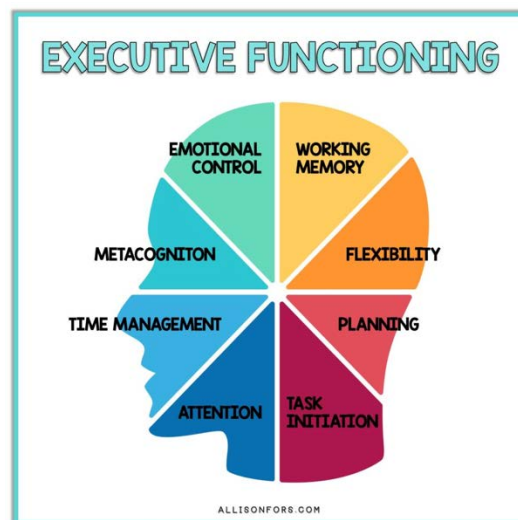 EXECUTIVE FUNCTIONING
EMOTIONAL
CONTROL
WORKING
MEMORY
METACOGNITON
FLEXIBILITY
TIME MANAGEMENT
PLANNING
ATTENTION
TASK
INITIATION
ALLISONFORS.COM